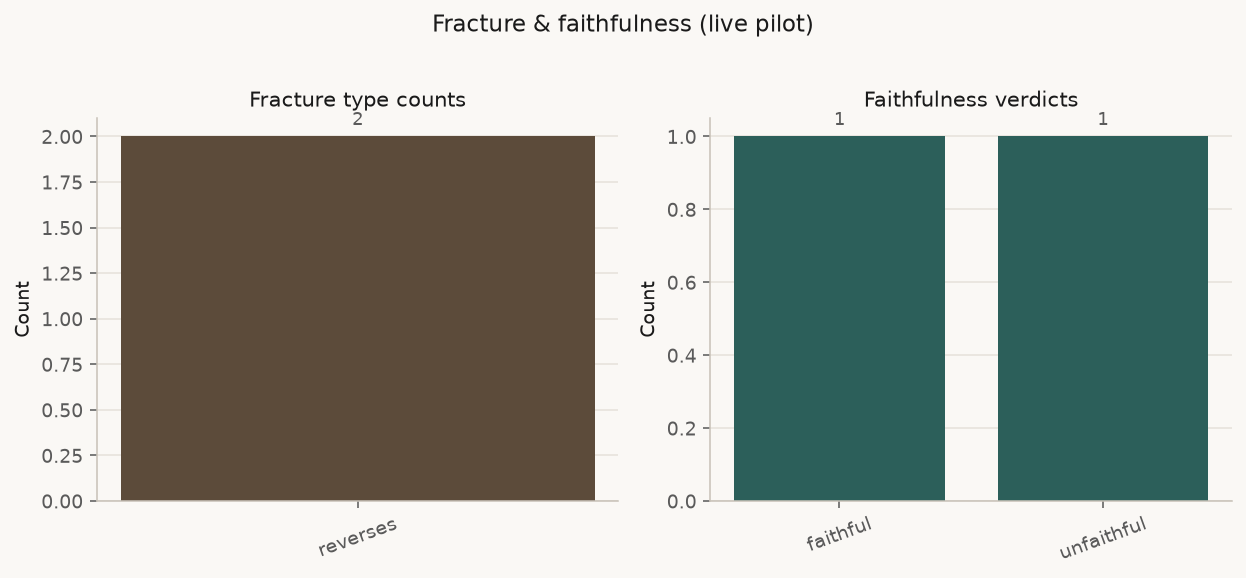 Fracture & faithfulness (live pilot)
Fracture type counts
2
2.00
1.75
1.50
1.25
1.00
0.75
0.50
0.25
0.00
Count
reverses
Faithfulness verdicts
1 1
1.0
0.8
0.6
0.4
0.2
0.0
Count
faithful unfaithful